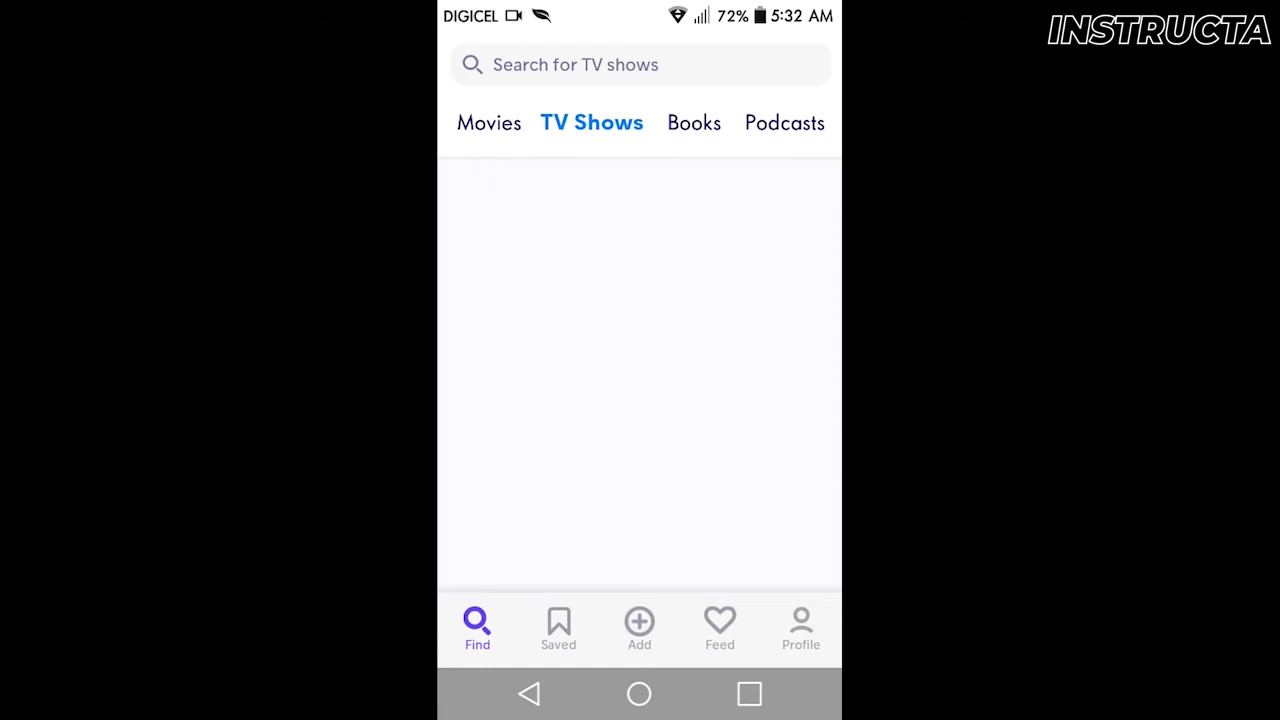 DIGICEL 72% 5:32 AM
INSTRUCTA
Search for TV shows
Movies TV Shows Books Podcasts
Find Saved Add Feed Profile